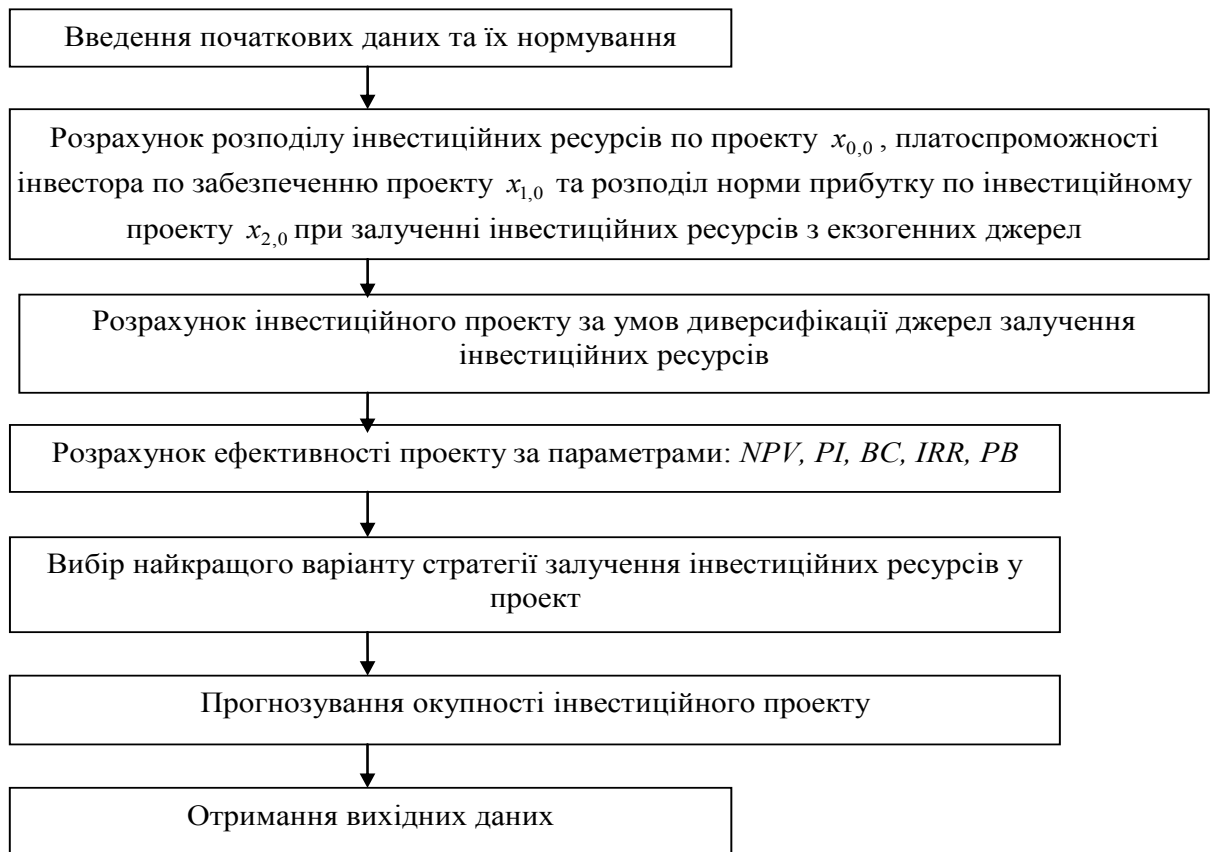 Введення початкових даних та їх нормування
Розрахунок розподілу інвестиційних ресурсів по проекту x₀,₀ , платоспроможності
інвестора по забезпеченню проекту x₁,₀ та розподіл норми прибутку по інвестиційному
проекту x₂,₀ при залученні інвестиційних ресурсів з екзогенних джерел
Розрахунок інвестиційного проекту за умов диверсифікації джерел залучення
інвестиційних ресурсів
Розрахунок ефективності проекту за параметрами: NPV, PI, BC, IRR, PB
Вибір найкращого варіанту стратегії залучення інвестиційних ресурсів у
проект
Прогнозування окупності інвестиційного проекту
Отримання вихідних даних